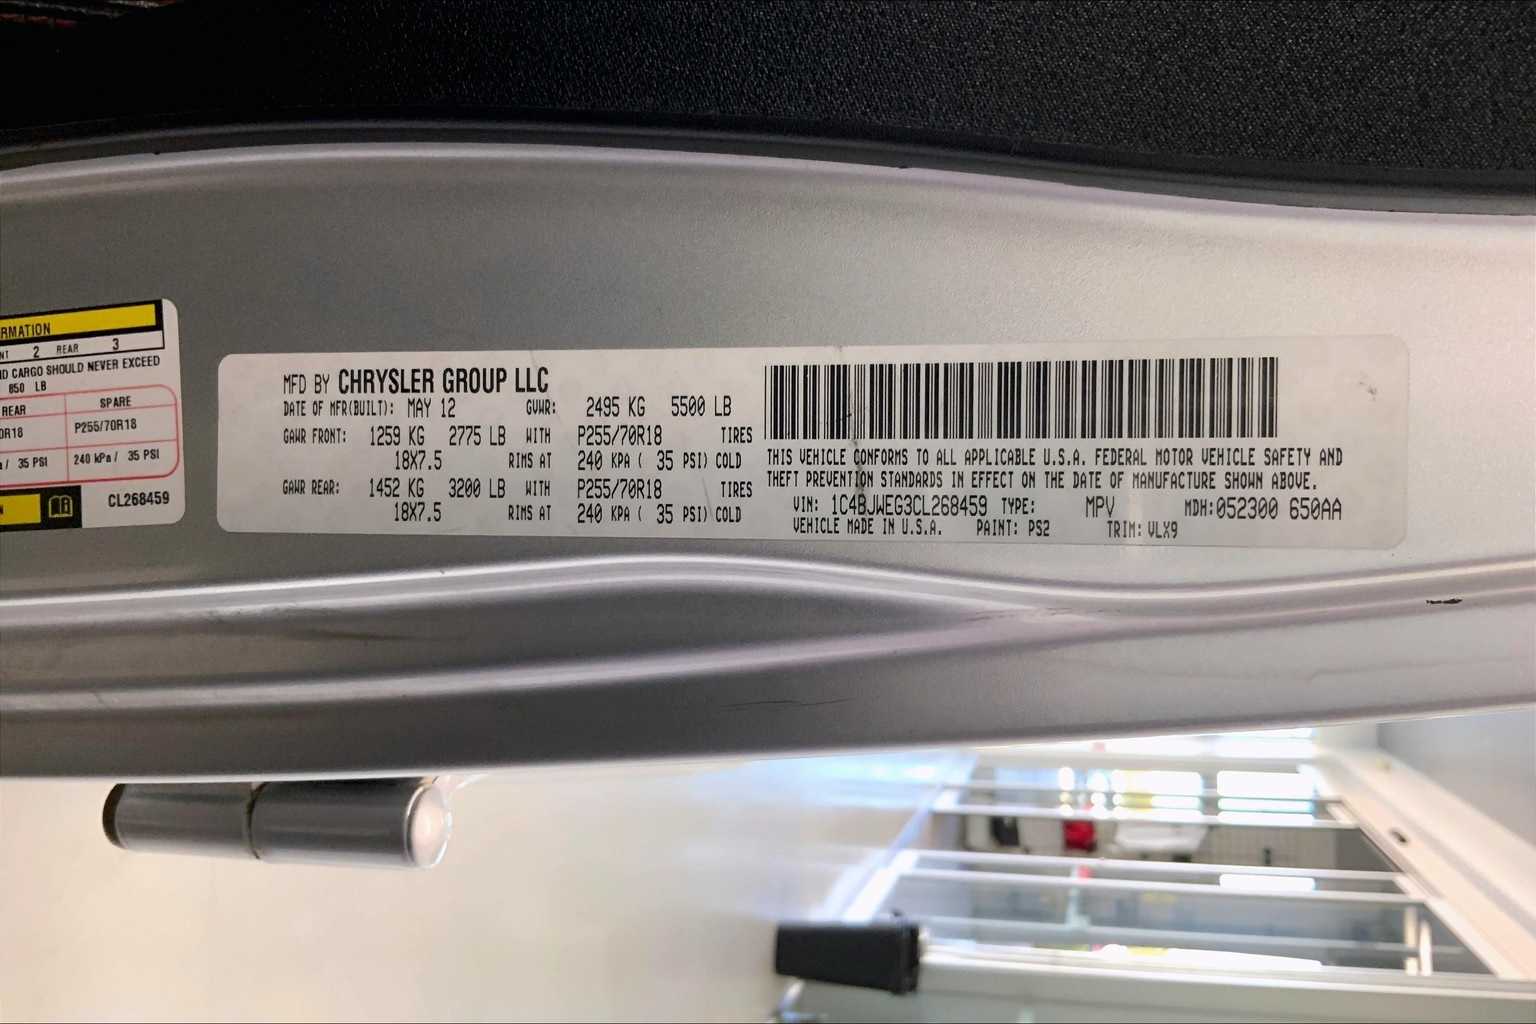 RMATION
NT 2 REAR 3
ND CARGO SHOULD NEVER EXCEED
850 LB
REAR SPARE
0R18 P255/70R18
a / 35 PSI 240 kPa / 35 PSI
N CL268459
MFD BY CHRYSLER GROUP LLC
DATE OF MFR(BUILT): MAY 12 GVWR: 2495 KG 5500 LB
GAWR FRONT: 1259 KG 2775 LB WITH P255/70R18 TIRES
18X7.5 RIMS AT 240 KPA ( 35 PSI) COLD
GAWR REAR: 1452 KG 3200 LB WITH P255/70R18 TIRES
18X7.5 RIMS AT 240 KPA ( 35 PSI) COLD
THIS VEHICLE CONFORMS TO ALL APPLICABLE U.S.A. FEDERAL MOTOR VEHICLE SAFETY AND
THEFT PREVENTION STANDARDS IN EFFECT ON THE DATE OF MANUFACTURE SHOWN ABOVE.
VIN: 1C4BJWEG3CL268459 TYPE: MPV MDH:052300 650AA
VEHICLE MADE IN U.S.A. PAINT: PS2 TRIM: VLX9